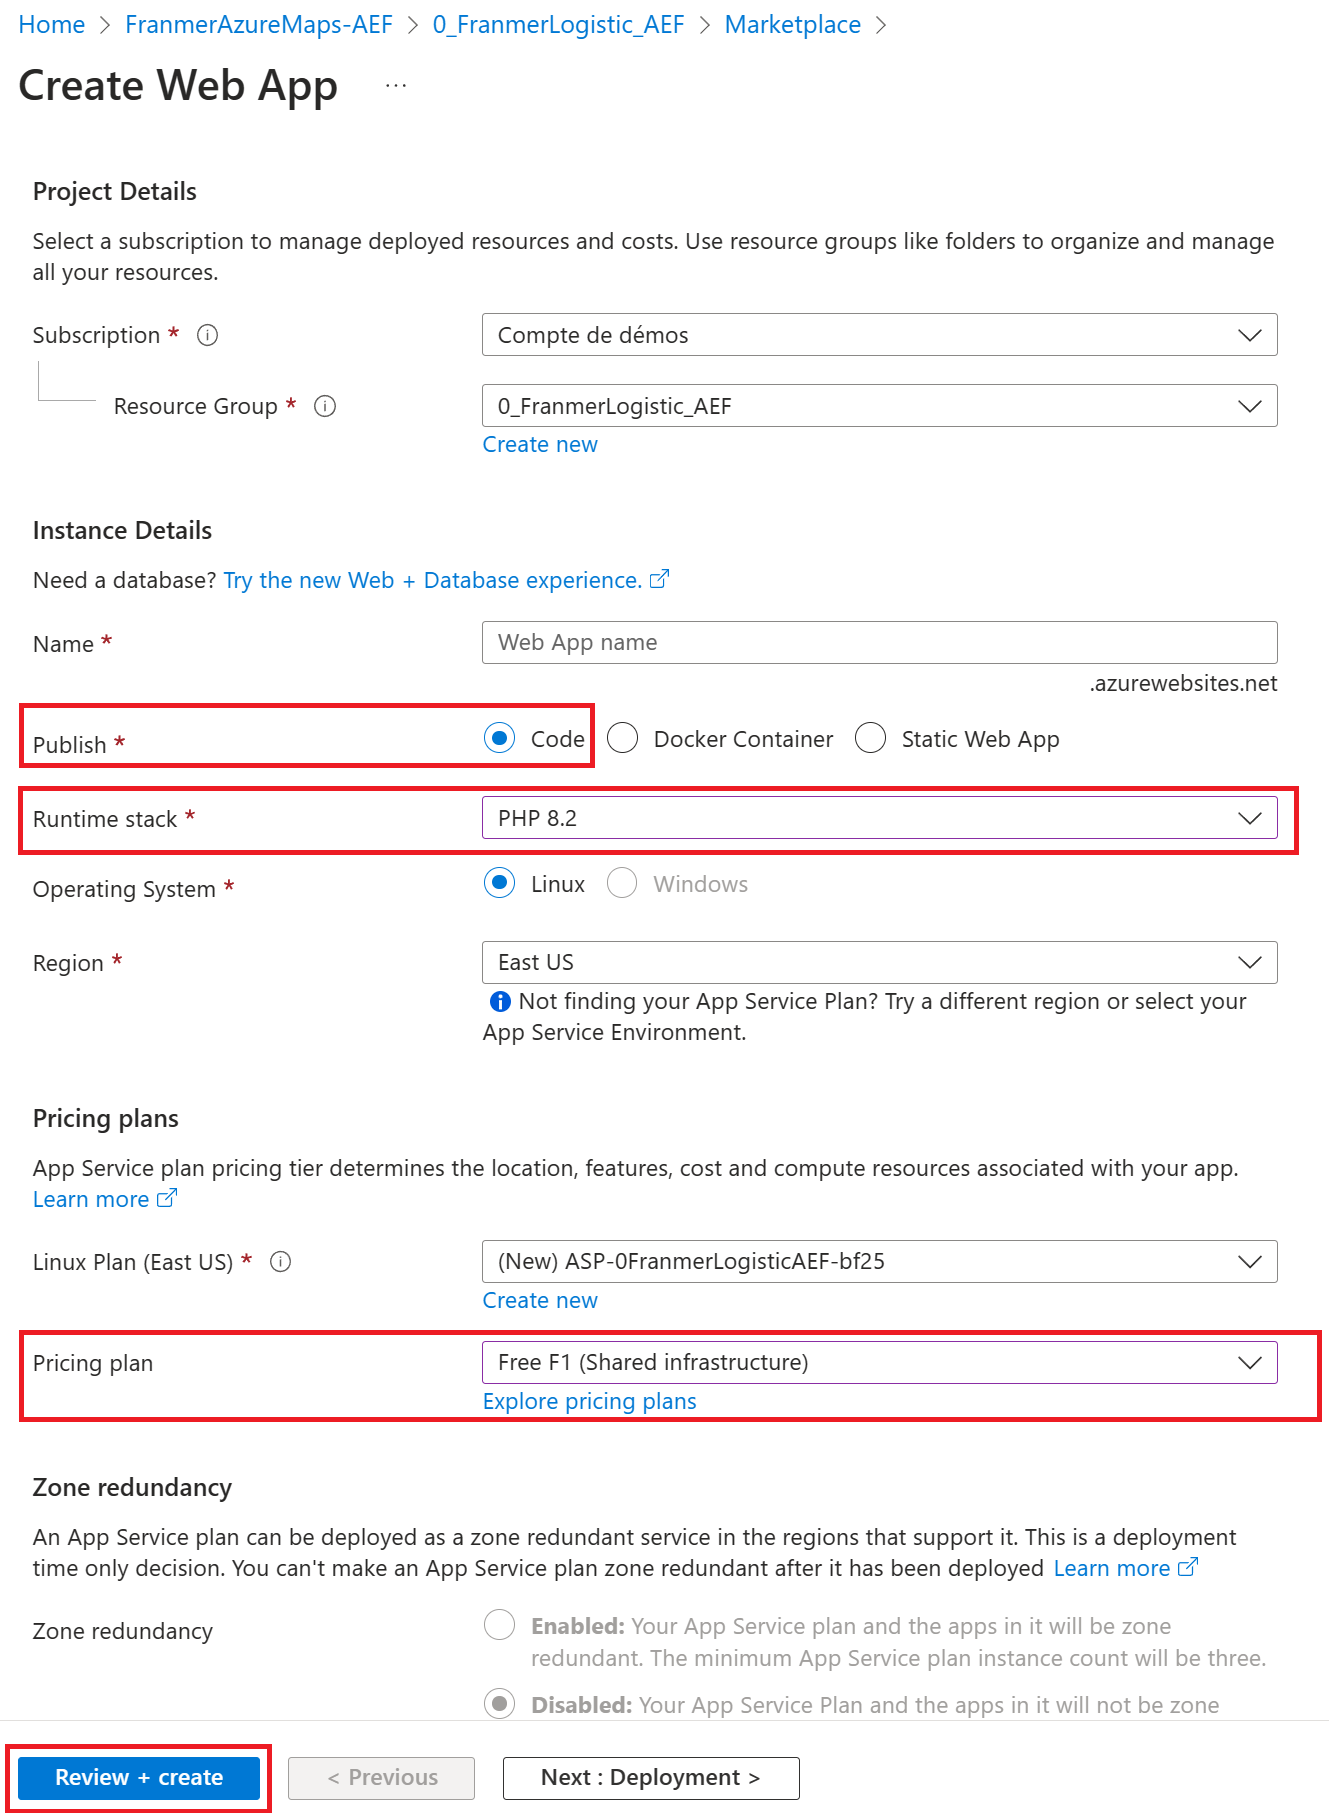 Home > FranmerAzureMaps-AEF > 0_FranmerLogistic_AEF > Marketplace >
Create Web App ...
Project Details
Select a subscription to manage deployed resources and costs. Use resource groups like folders to organize and manage
all your resources.
Subscription *
Compte de démos
Resource Group *
0_FranmerLogistic_AEF
Create new
Instance Details
Need a database? Try the new Web + Database experience.
Name *
Web App name
.azurewebsites.net
Publish *
Code
Docker Container
Static Web App
Runtime stack *
PHP 8.2
Operating System *
Linux
Windows
Region *
East US
Not finding your App Service Plan? Try a different region or select your
App Service Environment.
Pricing plans
App Service plan pricing tier determines the location, features, cost and compute resources associated with your app.
Learn more
Linux Plan (East US) *
(New) ASP-0FranmerLogisticAEF-bf25
Create new
Pricing plan
Free F1 (Shared infrastructure)
Explore pricing plans
Zone redundancy
An App Service plan can be deployed as a zone redundant service in the regions that support it. This is a deployment
time only decision. You can't make an App Service plan zone redundant after it has been deployed Learn more
Zone redundancy
Enabled: Your App Service plan and the apps in it will be zone
redundant. The minimum App Service plan instance count will be three.
Disabled: Your App Service Plan and the apps in it will not be zone
Review + create
< Previous
Next : Deployment >